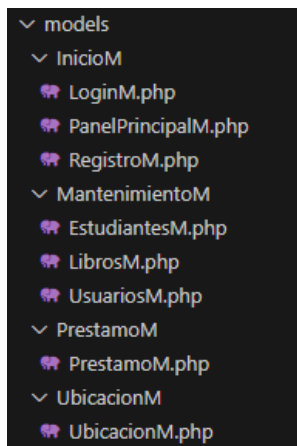 models
InicioM
LoginM.php
PanelPrincipalM.php
RegistroM.php
MantenimientoM
EstudiantesM.php
LibrosM.php
UsuariosM.php
PrestamoM
PrestamoM.php
UbicacionM
UbicacionM.php